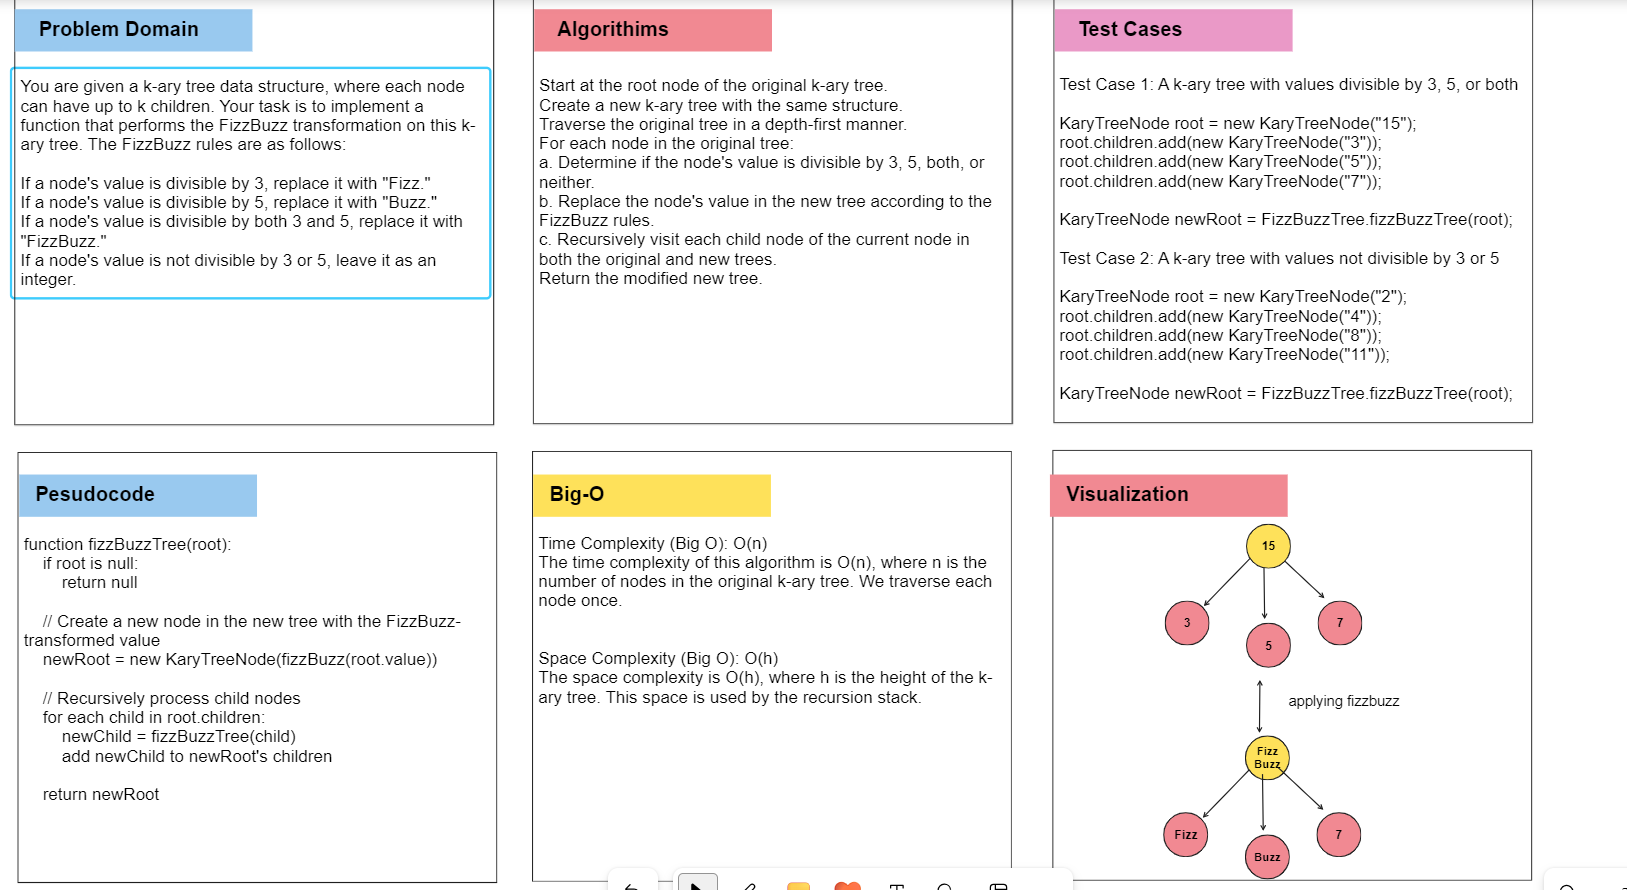 Problem Domain
You are given a k-ary tree data structure, where each node
can have up to k children. Your task is to implement a
function that performs the FizzBuzz transformation on this k-
ary tree. The FizzBuzz rules are as follows:
If a node's value is divisible by 3, replace it with "Fizz."
If a node's value is divisible by 5, replace it with "Buzz."
If a node's value is divisible by both 3 and 5, replace it with
"FizzBuzz."
If a node's value is not divisible by 3 or 5, leave it as an
integer.
Algorithims
Start at the root node of the original k-ary tree.
Create a new k-ary tree with the same structure.
Traverse the original tree in a depth-first manner.
For each node in the original tree:
a. Determine if the node's value is divisible by 3, 5, both, or
neither.
b. Replace the node's value in the new tree according to the
FizzBuzz rules.
c. Recursively visit each child node of the current node in
both the original and new trees.
Return the modified new tree.
Test Cases
Test Case 1: A k-ary tree with values divisible by 3, 5, or both
KaryTreeNode root = new KaryTreeNode("15");
root.children.add(new KaryTreeNode("3"));
root.children.add(new KaryTreeNode("5"));
root.children.add(new KaryTreeNode("7"));
KaryTreeNode newRoot = FizzBuzzTree.fizzBuzzTree(root);
Test Case 2: A k-ary tree with values not divisible by 3 or 5
KaryTreeNode root = new KaryTreeNode("2");
root.children.add(new KaryTreeNode("4"));
root.children.add(new KaryTreeNode("8"));
root.children.add(new KaryTreeNode("11"));
KaryTreeNode newRoot = FizzBuzzTree.fizzBuzzTree(root);
Pesudocode
function fizzBuzzTree(root):
if root is null:
return null
// Create a new node in the new tree with the FizzBuzz-
transformed value
newRoot = new KaryTreeNode(fizzBuzz(root.value))
// Recursively process child nodes
for each child in root.children:
newChild = fizzBuzzTree(child)
add newChild to newRoot's children
return newRoot
Big-O
Time Complexity (Big O): O(n)
The time complexity of this algorithm is O(n), where n is the
number of nodes in the original k-ary tree. We traverse each
node once.
Space Complexity (Big O): O(h)
The space complexity is O(h), where h is the height of the k-
ary tree. This space is used by the recursion stack.
Visualization
15
3
5
7
applying fizzbuzz
Fizz
Buzz
Fizz
Buzz
7